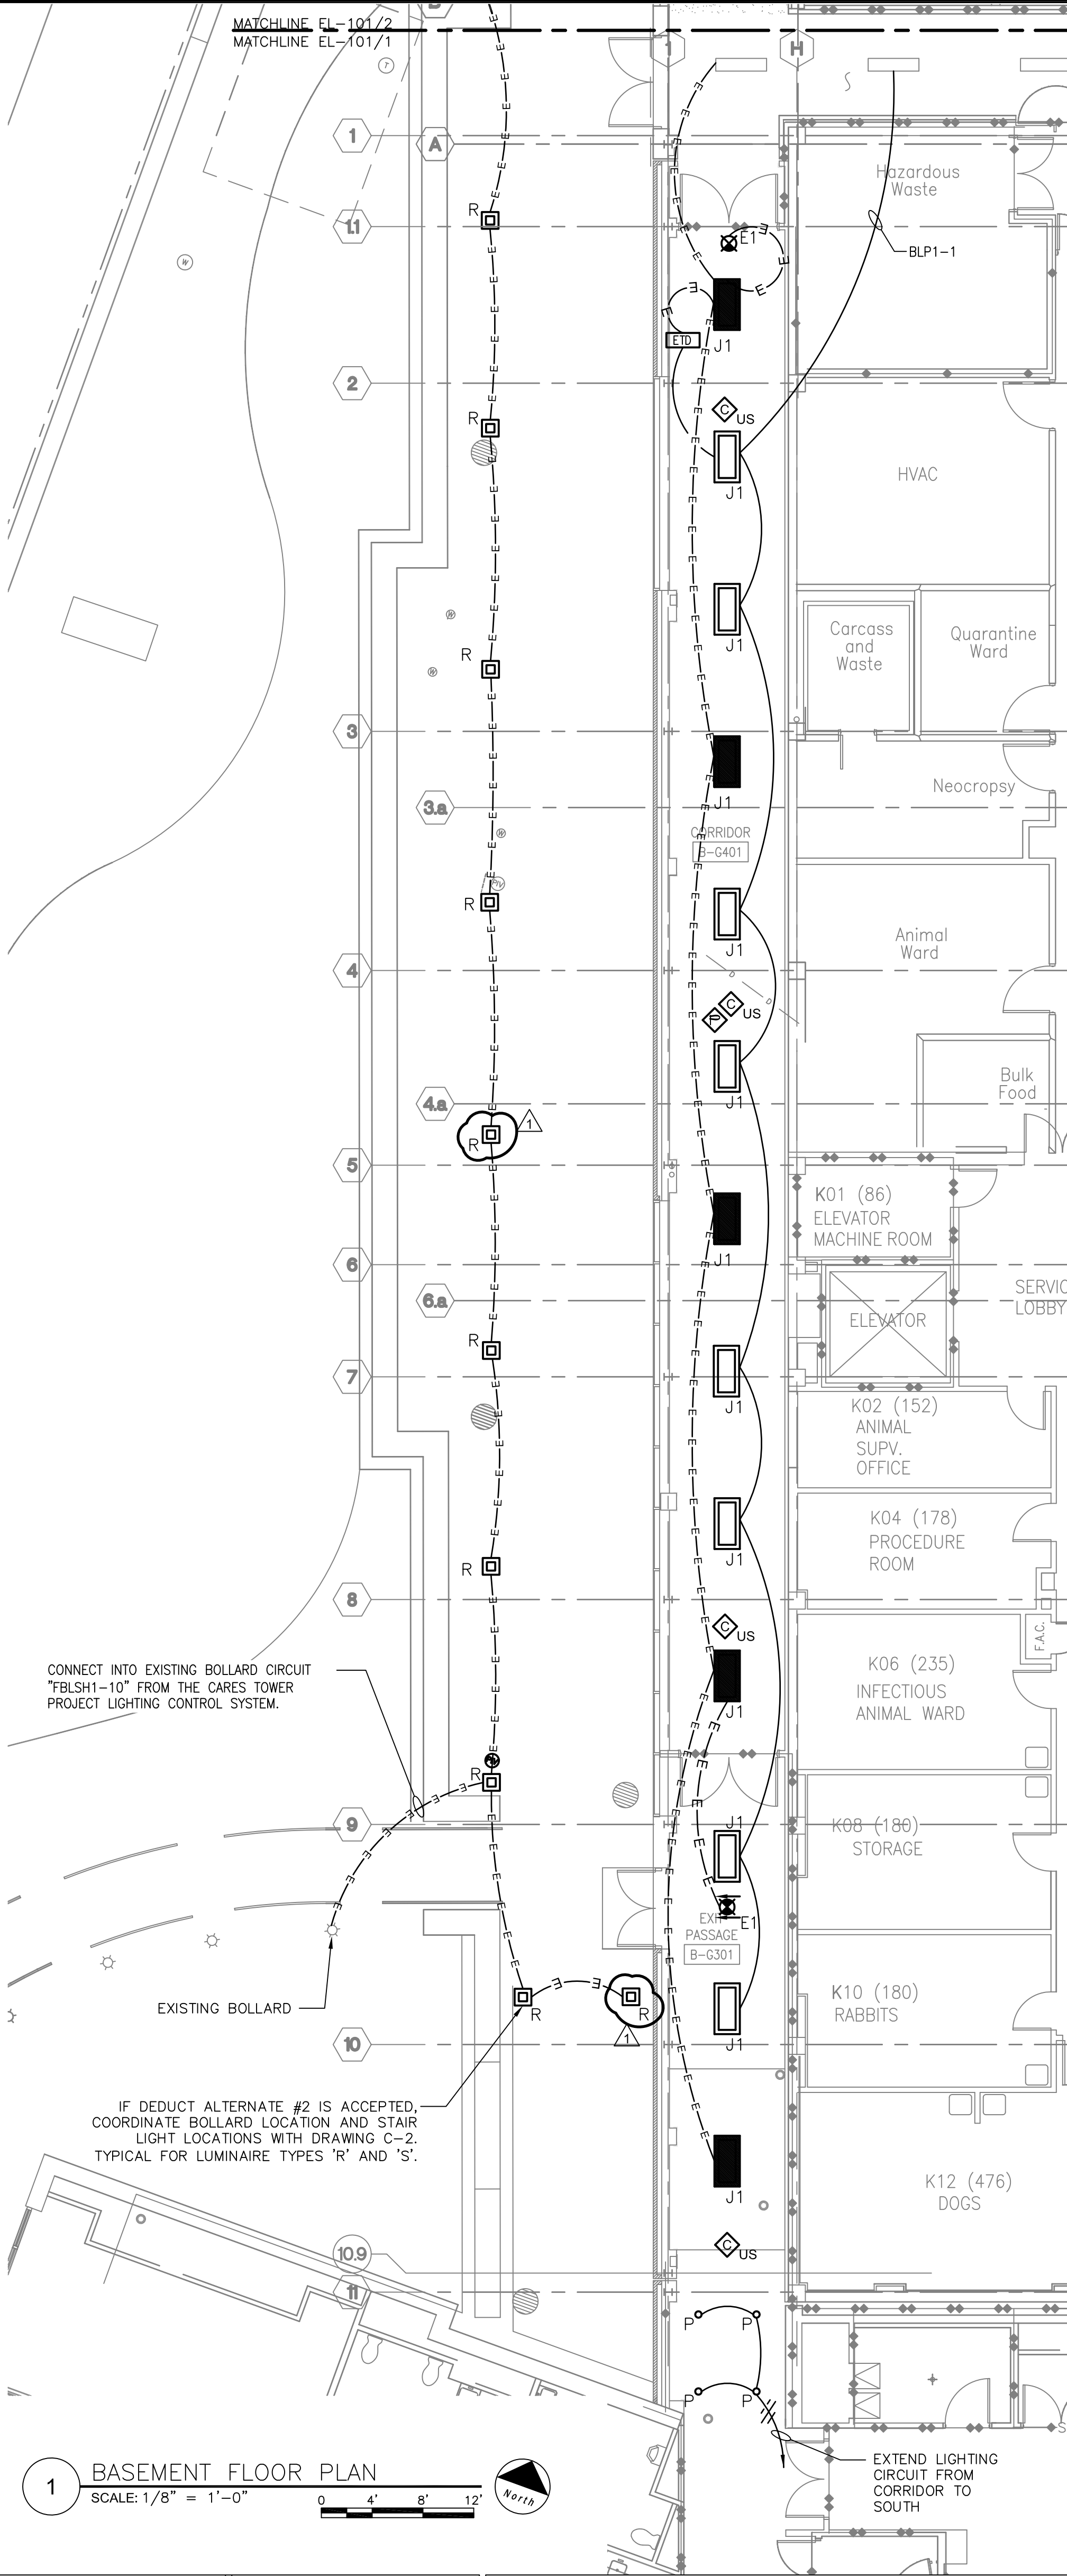 MATCHLINE EL-101/2
MATCHLINE EL-101/1
1
H
T
1
A
Hazardous
Waste
R
1.1
E1
W
BLP1-1
ETD
J1
2
C
US
R
J1
HVAC
W
J1
Carcass
and
Waste
Quarantine
Ward
R
W
3
J1
Neocropsy
3.a
W
CORRIDOR
B-G401
PIV
R
J1
Animal
Ward
4
C
P
US
J1
Bulk
Food
4.a
1
R
5
K01 (86)
ELEVATOR
MACHINE ROOM
J1
6
SERVIC
LOBBY
6.a
ELEVATOR
R
7
J1
K02 (152)
ANIMAL
SUPV.
OFFICE
K04 (178)
PROCEDURE
ROOM
J1
R
8
C
US
F.A.C.
K06 (235)
INFECTIOUS
ANIMAL WARD
CONNECT INTO EXISTING BOLLARD CIRCUIT
"FBLSH1-10" FROM THE CARES TOWER
PROJECT LIGHTING CONTROL SYSTEM.
J1
R
9
J1
K08 (180)
STORAGE
E1
EXIT
PASSAGE
B-G301
EXISTING BOLLARD
R
R
1
K10 (180)
RABBITS
10
J1
IF DEDUCT ALTERNATE #2 IS ACCEPTED,
COORDINATE BOLLARD LOCATION AND STAIR
LIGHT LOCATIONS WITH DRAWING C-2.
TYPICAL FOR LUMINAIRE TYPES 'R' AND 'S'.
J1
K12 (476)
DOGS
10.9
C
US
11
P P
P P
EXTEND LIGHTING
CIRCUIT FROM
CORRIDOR TO
SOUTH
1
BASEMENT FLOOR PLAN
SCALE: 1/8" = 1'-0"
0 4' 8' 12'
North